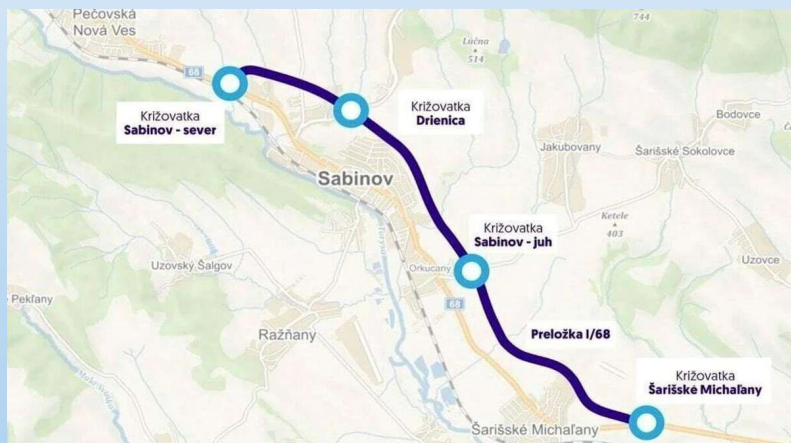 Pečovská
Nová Ves
68
Lúčna
514
744
Križovatka
Sabinov - sever
Križovatka
Drienica
Bodovce
Jakubovany
Šarišské Sokolovce
Sabinov
Križovatka
Sabinov - juh
Ketele
403
Uzovský Šalgov
Orkucany
Uzovce
Pekľany
68
Torysa
Ražňany
Preložka I/68
Križovatka
Šarišské Michaľany
Šarišské Michaľany